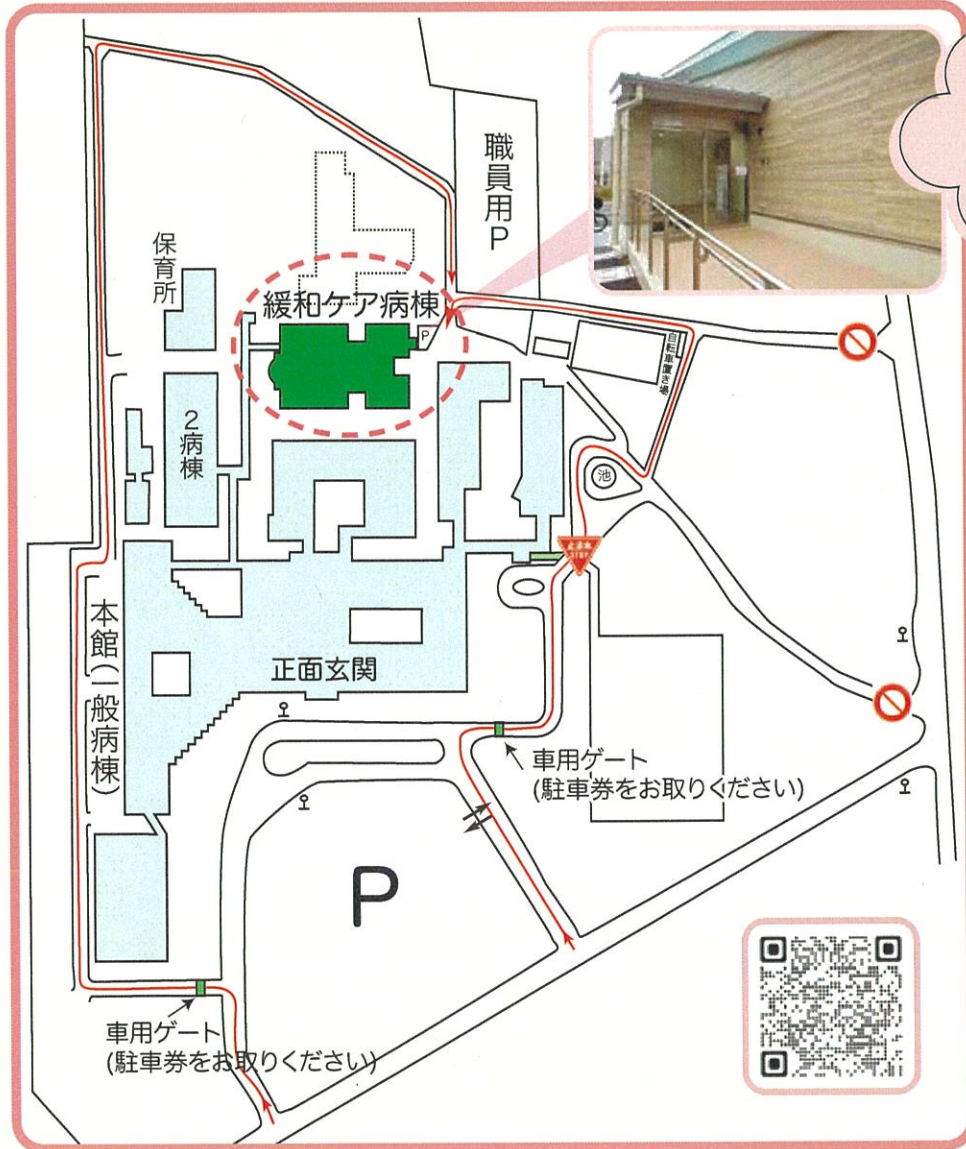 職員用P
保育所
緩和ケア病棟
P
自転車置き場
2病棟
池
止まれ
STOP
本館(一般病棟)
正面玄関
車用ゲート
(駐車券をお取りください)
P
車用ゲート
(駐車券をお取りください)